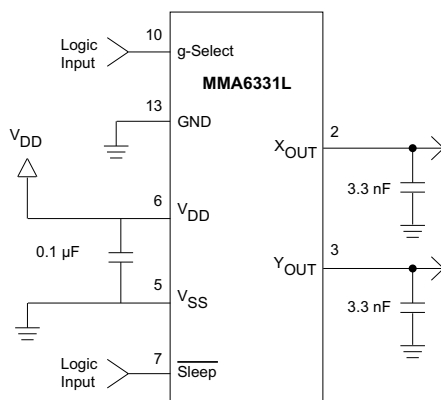 Logic
Input
10
g-Select
MMA6331L
13
GND
2
XOUT
3.3 nF
VDD
6
VDD
0.1 µF
3
YOUT
5
VSS
3.3 nF
Logic
Input
7
Sleep